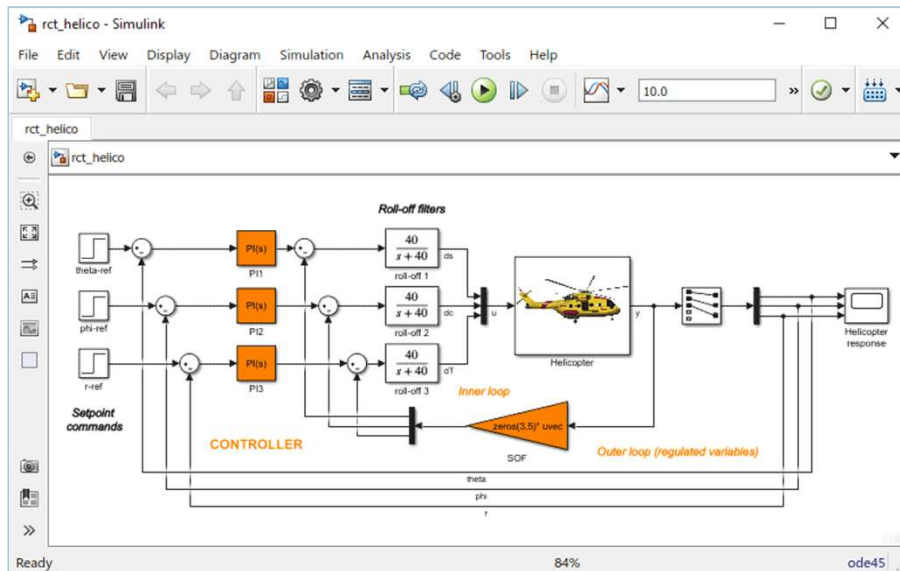 rct_helico - Simulink
File Edit View Display Diagram Simulation Analysis Code Tools Help
10.0
rct_helico
rct_helico
Roll-off filters
theta-ref
PI(s)
PI1
40
s + 40
roll-off 1
ds
phi-ref
PI(s)
PI2
40
s + 40
roll-off 2
dc
u
Helicopter
y
Helicopter
response
r-ref
PI(s)
PI3
40
s + 40
roll-off 3
dT
Setpoint
commands
CONTROLLER
Inner loop
zeros(3,5)* uvec
SOF
Outer loop (regulated variables)
theta
phi
r
Ready 84% ode45